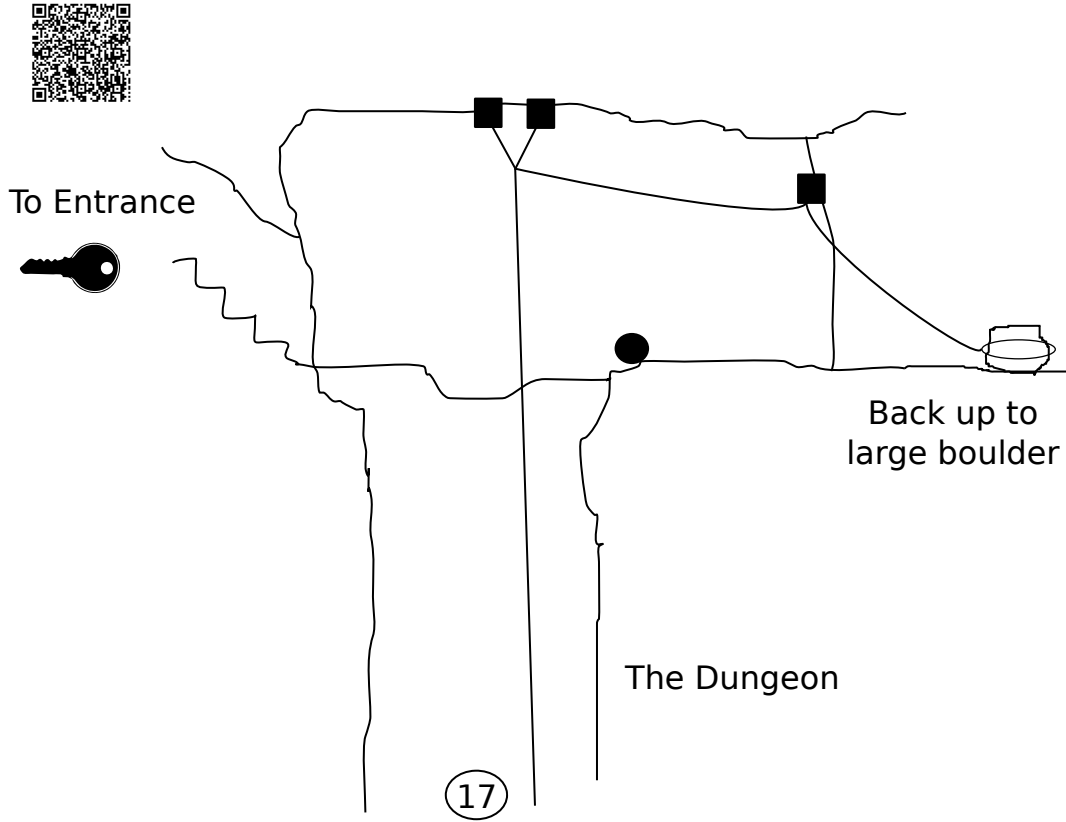 To Entrance
Back up to
large boulder
The Dungeon
17